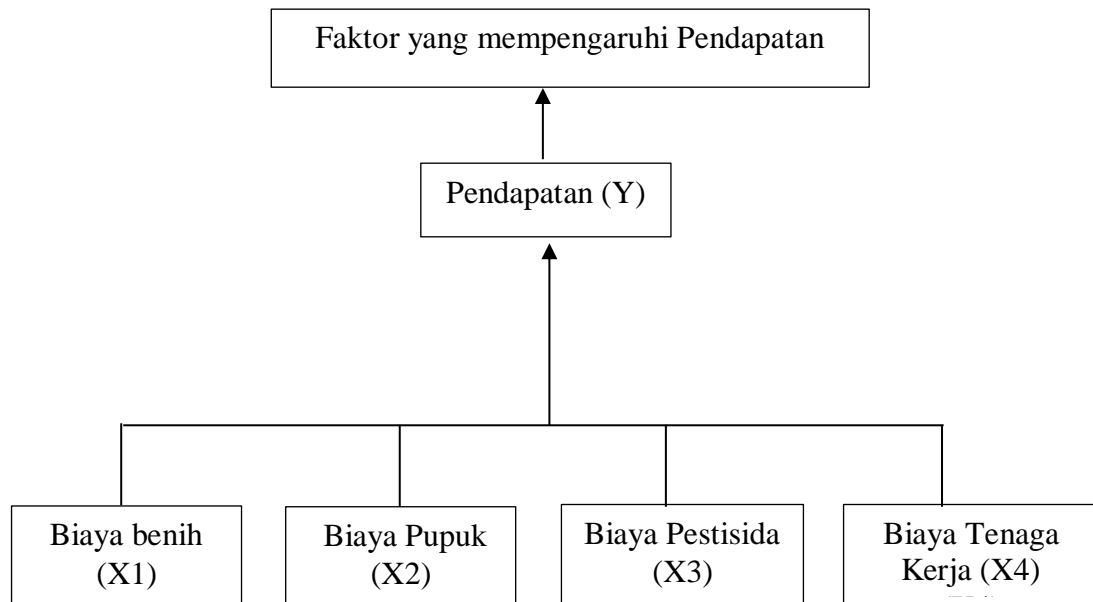 Faktor yang mempengaruhi Pendapatan
Pendapatan (Y)
Biaya benih
(X1)
Biaya Pupuk
(X2)
Biaya Pestisida
(X3)
Biaya Tenaga
Kerja (X4)